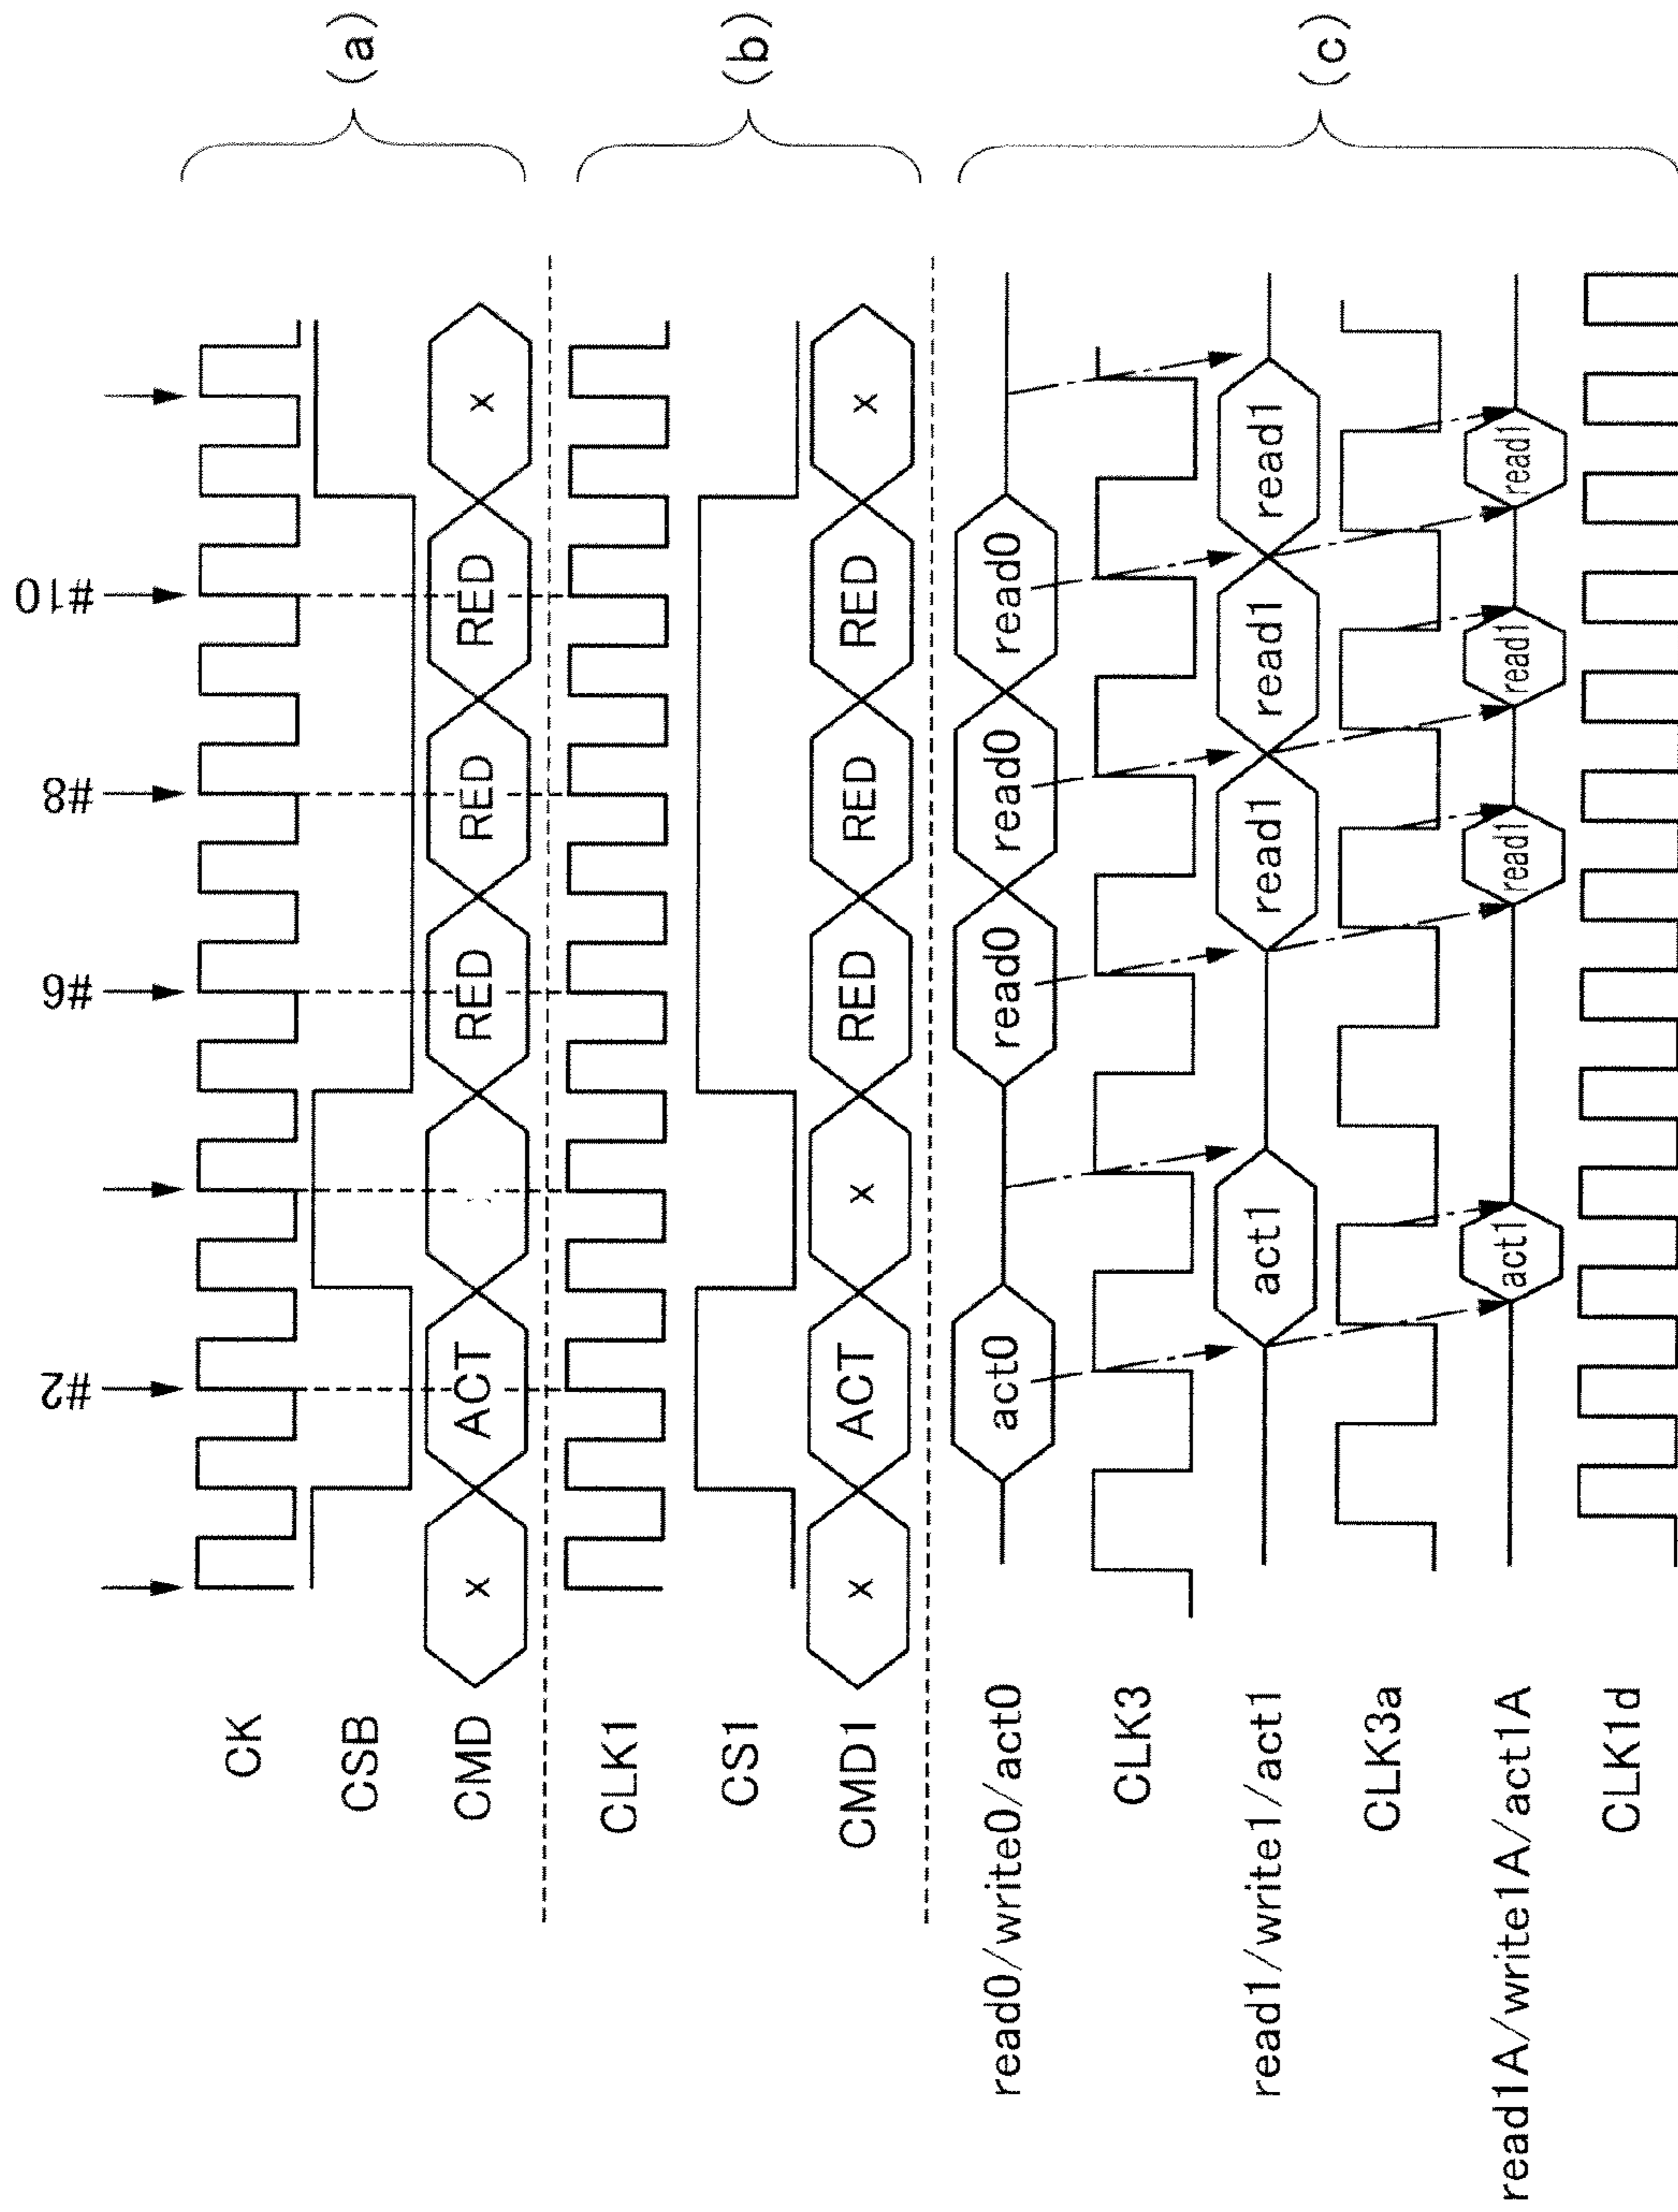 #2 #6 #8 #10
CK
CSB
CMD x ACT RED RED RED x
(a)
CLK1
CS1
CMD1 x ACT x RED RED RED x
(b)
read0/write0/act0 act0 read0 read0 read0
CLK3
read1/write1/act1 act1 read1 read1 read1
CLK3a
read1A/write1A/act1A act1 read1 read1 read1
CLK1d
(c)